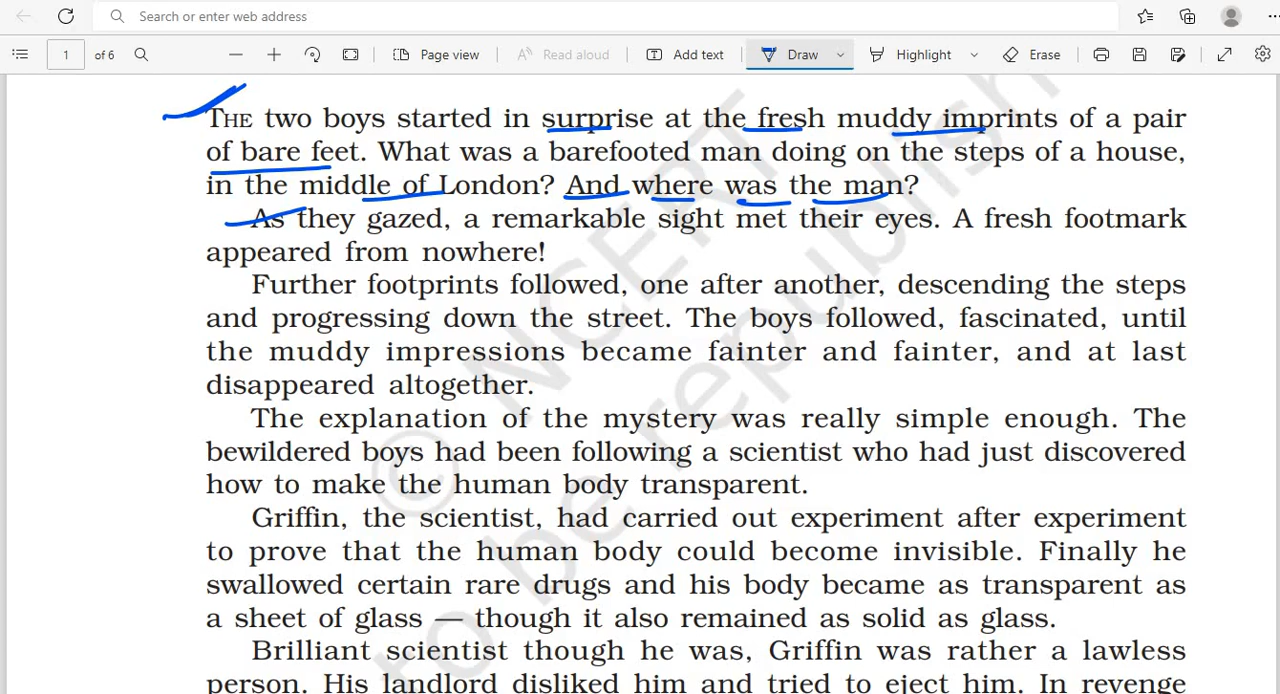 Search or enter web address
1 of 6 Page view Read aloud Add text Draw Highlight Erase
THE two boys started in surprise at the fresh muddy imprints of a pair
of bare feet. What was a barefooted man doing on the steps of a house,
in the middle of London? And where was the man?
As they gazed, a remarkable sight met their eyes. A fresh footmark
appeared from nowhere!
Further footprints followed, one after another, descending the steps
and progressing down the street. The boys followed, fascinated, until
the muddy impressions became fainter and fainter, and at last
disappeared altogether.
The explanation of the mystery was really simple enough. The
bewildered boys had been following a scientist who had just discovered
how to make the human body transparent.
Griffin, the scientist, had carried out experiment after experiment
to prove that the human body could become invisible. Finally he
swallowed certain rare drugs and his body became as transparent as
a sheet of glass — though it also remained as solid as glass.
Brilliant scientist though he was, Griffin was rather a lawless
person. His landlord disliked him and tried to eject him. In revenge
© NCERT
to be republish